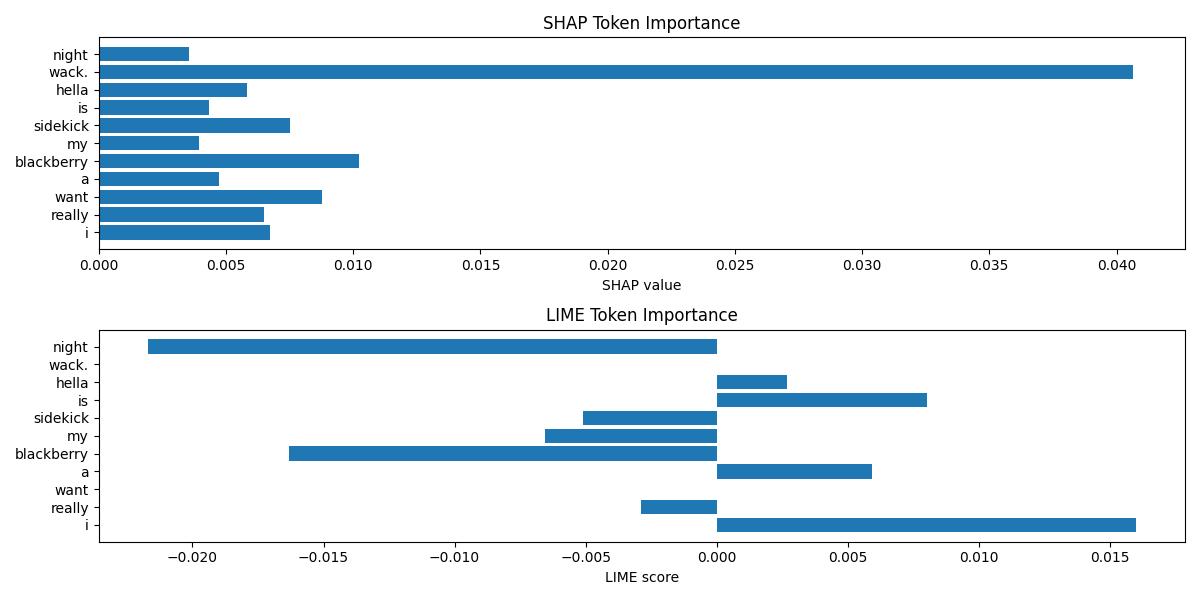 SHAP Token Importance
night
wack.
hella
is
sidekick
my
blackberry
a
want
really
i
0.000 0.005 0.010 0.015 0.020 0.025 0.030 0.035 0.040
SHAP value
LIME Token Importance
night
wack.
hella
is
sidekick
my
blackberry
a
want
really
i
−0.020 −0.015 −0.010 −0.005 0.000 0.005 0.010 0.015
LIME score